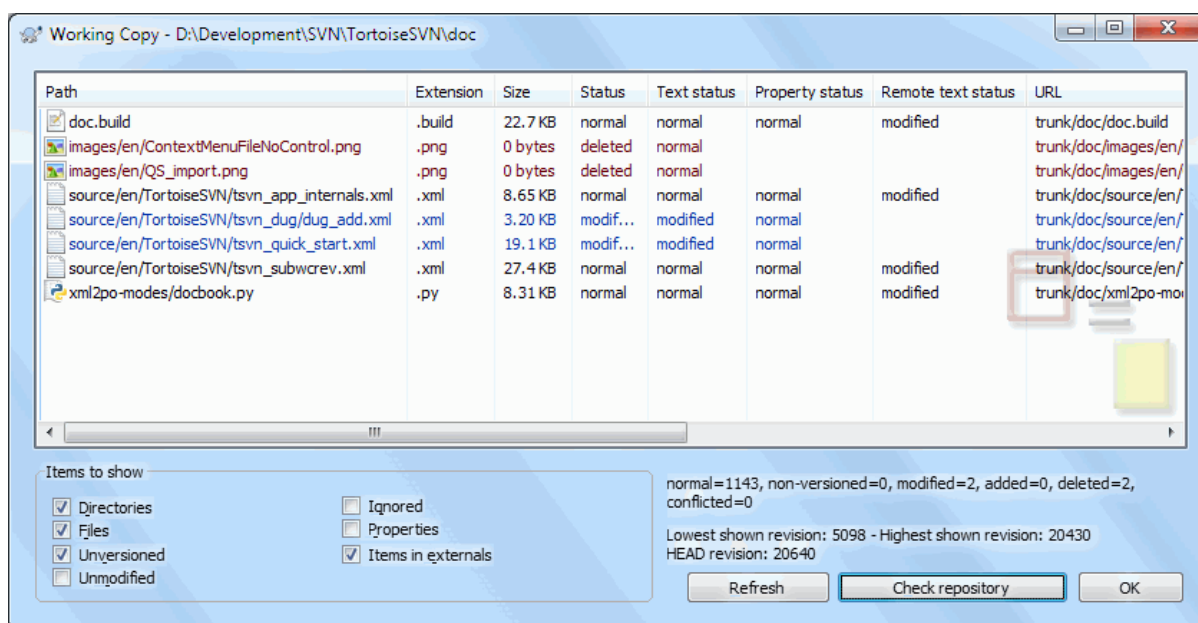 Working Copy - D:\Development\SVN\TortoiseSVN\doc
Path Extension Size Status Text status Property status Remote text status URL
doc.build .build 22.7 KB normal normal normal modified trunk/doc/doc.build
images/en/ContextMenuFileNoControl.png .png 0 bytes deleted normal trunk/doc/images/en/
images/en/QS_import.png .png 0 bytes deleted normal trunk/doc/images/en/
source/en/TortoiseSVN/tsvn_app_internals.xml .xml 8.65 KB normal normal normal modified trunk/doc/source/en/
source/en/TortoiseSVN/tsvn_dug/dug_add.xml .xml 3.20 KB modif... modified normal trunk/doc/source/en/
source/en/TortoiseSVN/tsvn_quick_start.xml .xml 19.1 KB modif... modified normal trunk/doc/source/en/
source/en/TortoiseSVN/tsvn_subwcrev.xml .xml 27.4 KB normal normal normal modified trunk/doc/source/en/
xml2po-modes/docbook.py .py 8.31 KB normal normal normal modified trunk/doc/xml2po-mo
Items to show
Directories
Files
Unversioned
Unmodified
Ignored
Properties
Items in externals
normal=1143, non-versioned=0, modified=2, added=0, deleted=2,
conflicted=0
Lowest shown revision: 5098 - Highest shown revision: 20430
HEAD revision: 20640
Refresh Check repository OK